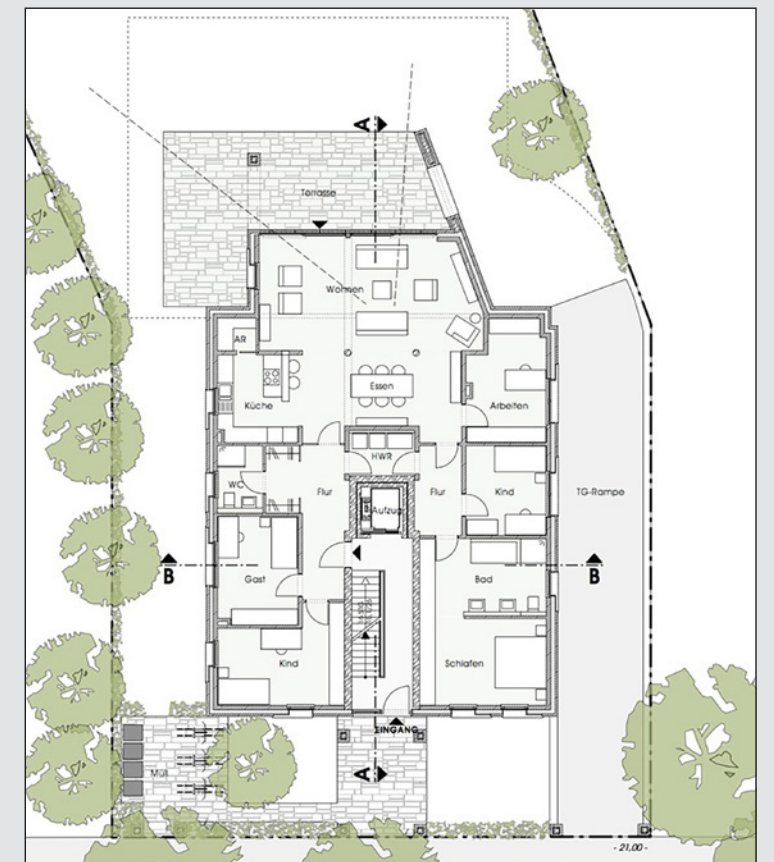 A
Terrasse
Wohnen
AR
Essen
Küche
Arbeiten
HWR
WC
Flur
Flur
Kind
TG-Rampe
Aufzug
B
Gast
Bad
B
Kind
Schlafen
EINGANG
Müll
A
- 21,00 -